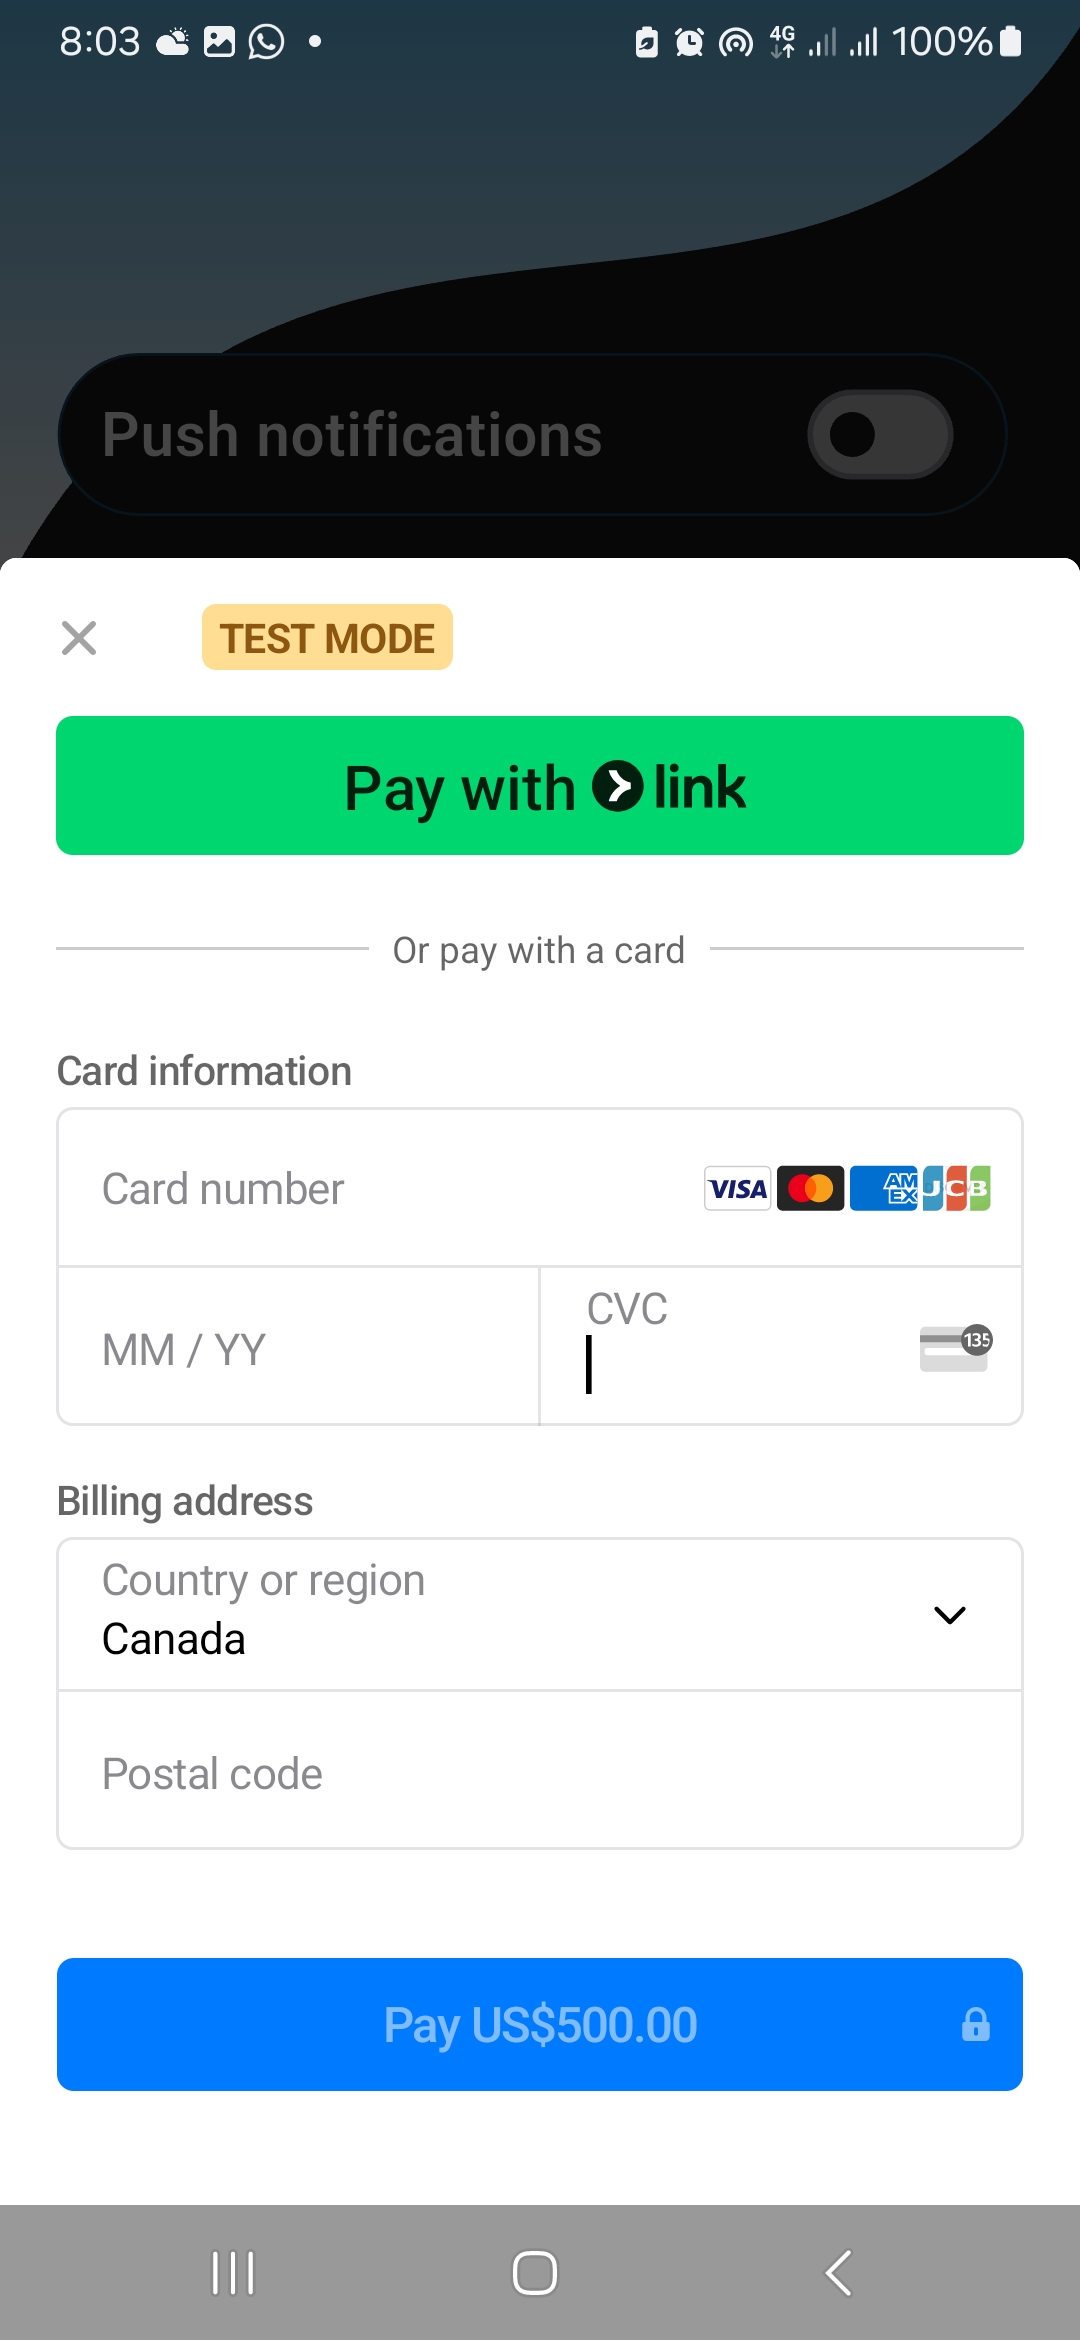 8:03
4G
100%
Push notifications
TEST MODE
Pay with link
Or pay with a card
Card information
Card number
VISA
AM
EX
JCB
MM / YY
CVC
135
Billing address
Country or region
Canada
Postal code
Pay US$500.00